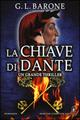 G.L. BARONE
LA CHIAVE DI
DANTE
UN GRANDE THRILLER